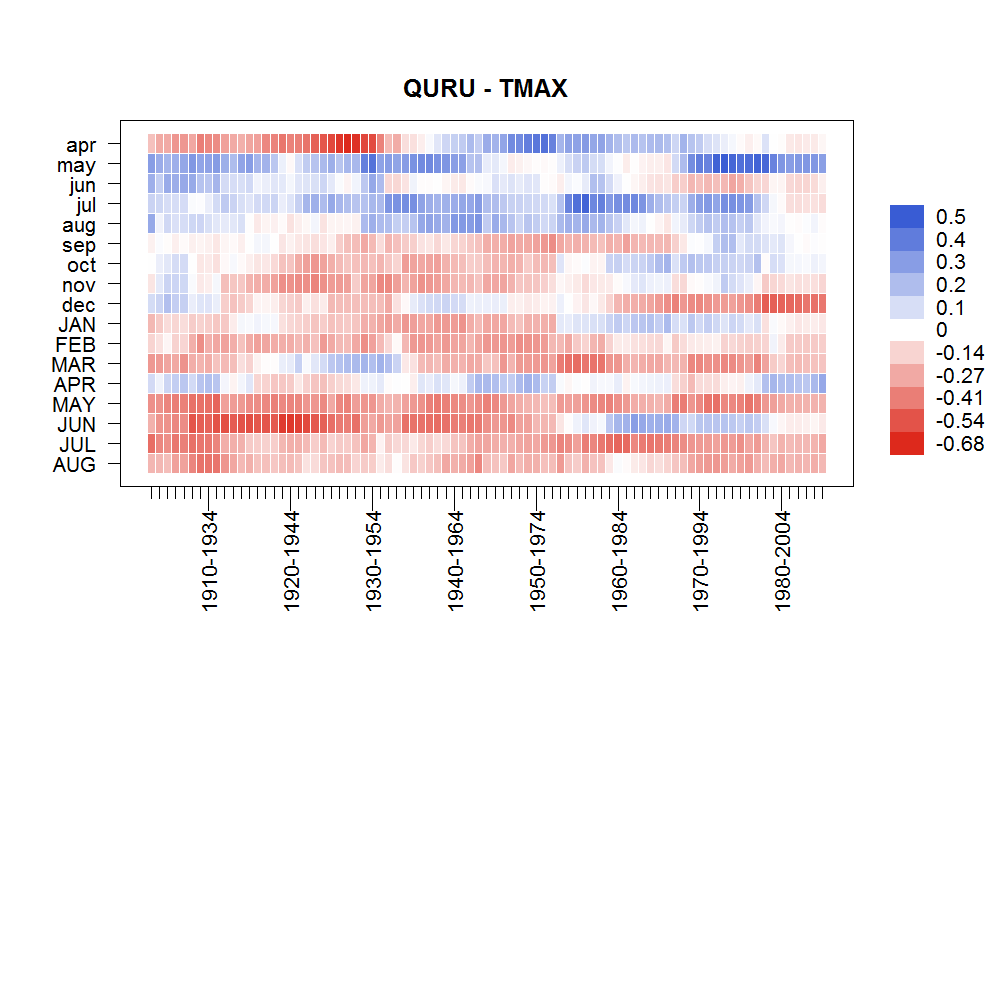 QURU - TMAX
apr
may
jun
jul
aug
sep
oct
nov
dec
JAN
FEB
MAR
APR
MAY
JUN
JUL
AUG
0.5
0.4
0.3
0.2
0.1
0
-0.14
-0.27
-0.41
-0.54
-0.68
1910-1934
1920-1944
1930-1954
1940-1964
1950-1974
1960-1984
1970-1994
1980-2004